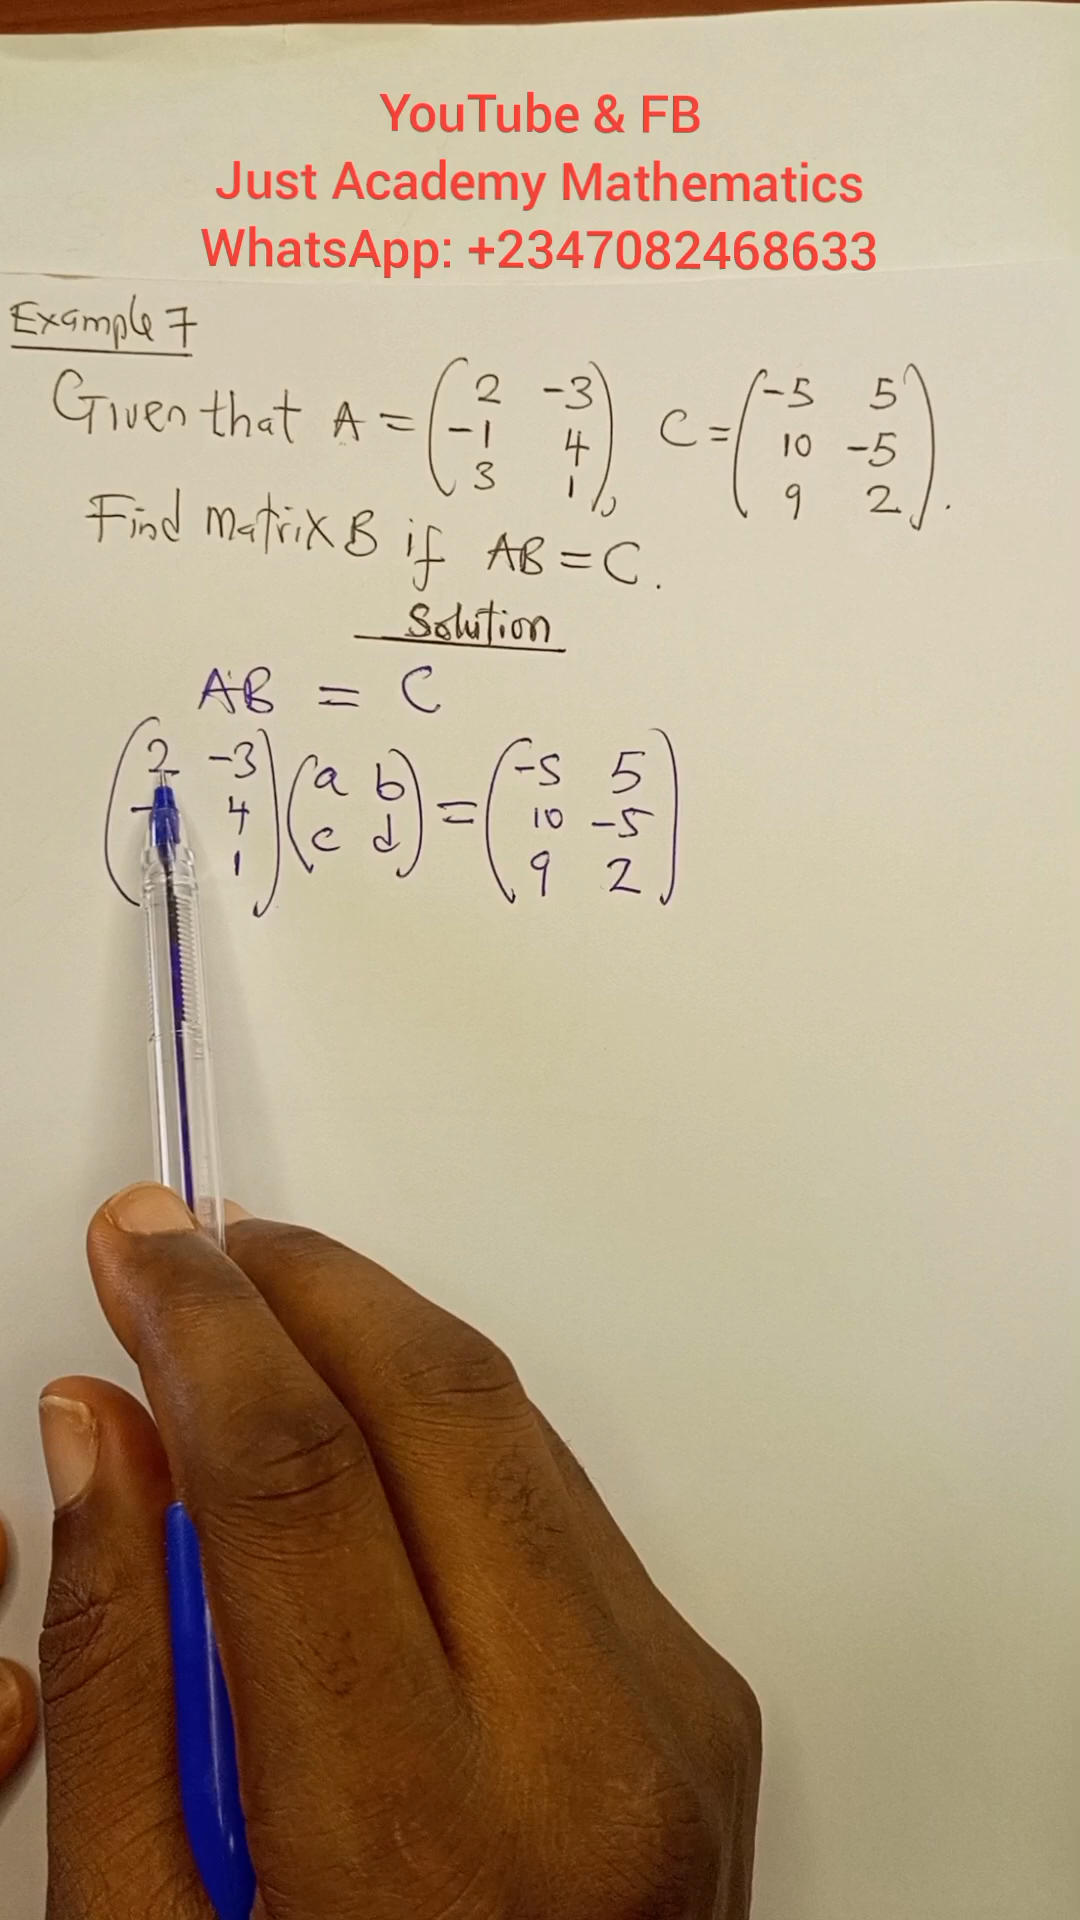 YouTube & FB
Just Academy Mathematics
WhatsApp: +2347082468633
Example 7
Given that A = ( 2 -3 ), C = ( -5 5 ).
-1 4 10 -5
3 1 9 2
Find matrix B if AB = C.
Solution
AB = C
( 2 -3 ) ( a b ) = ( -5 5 )
- 4 c d 10 -5
1 9 2